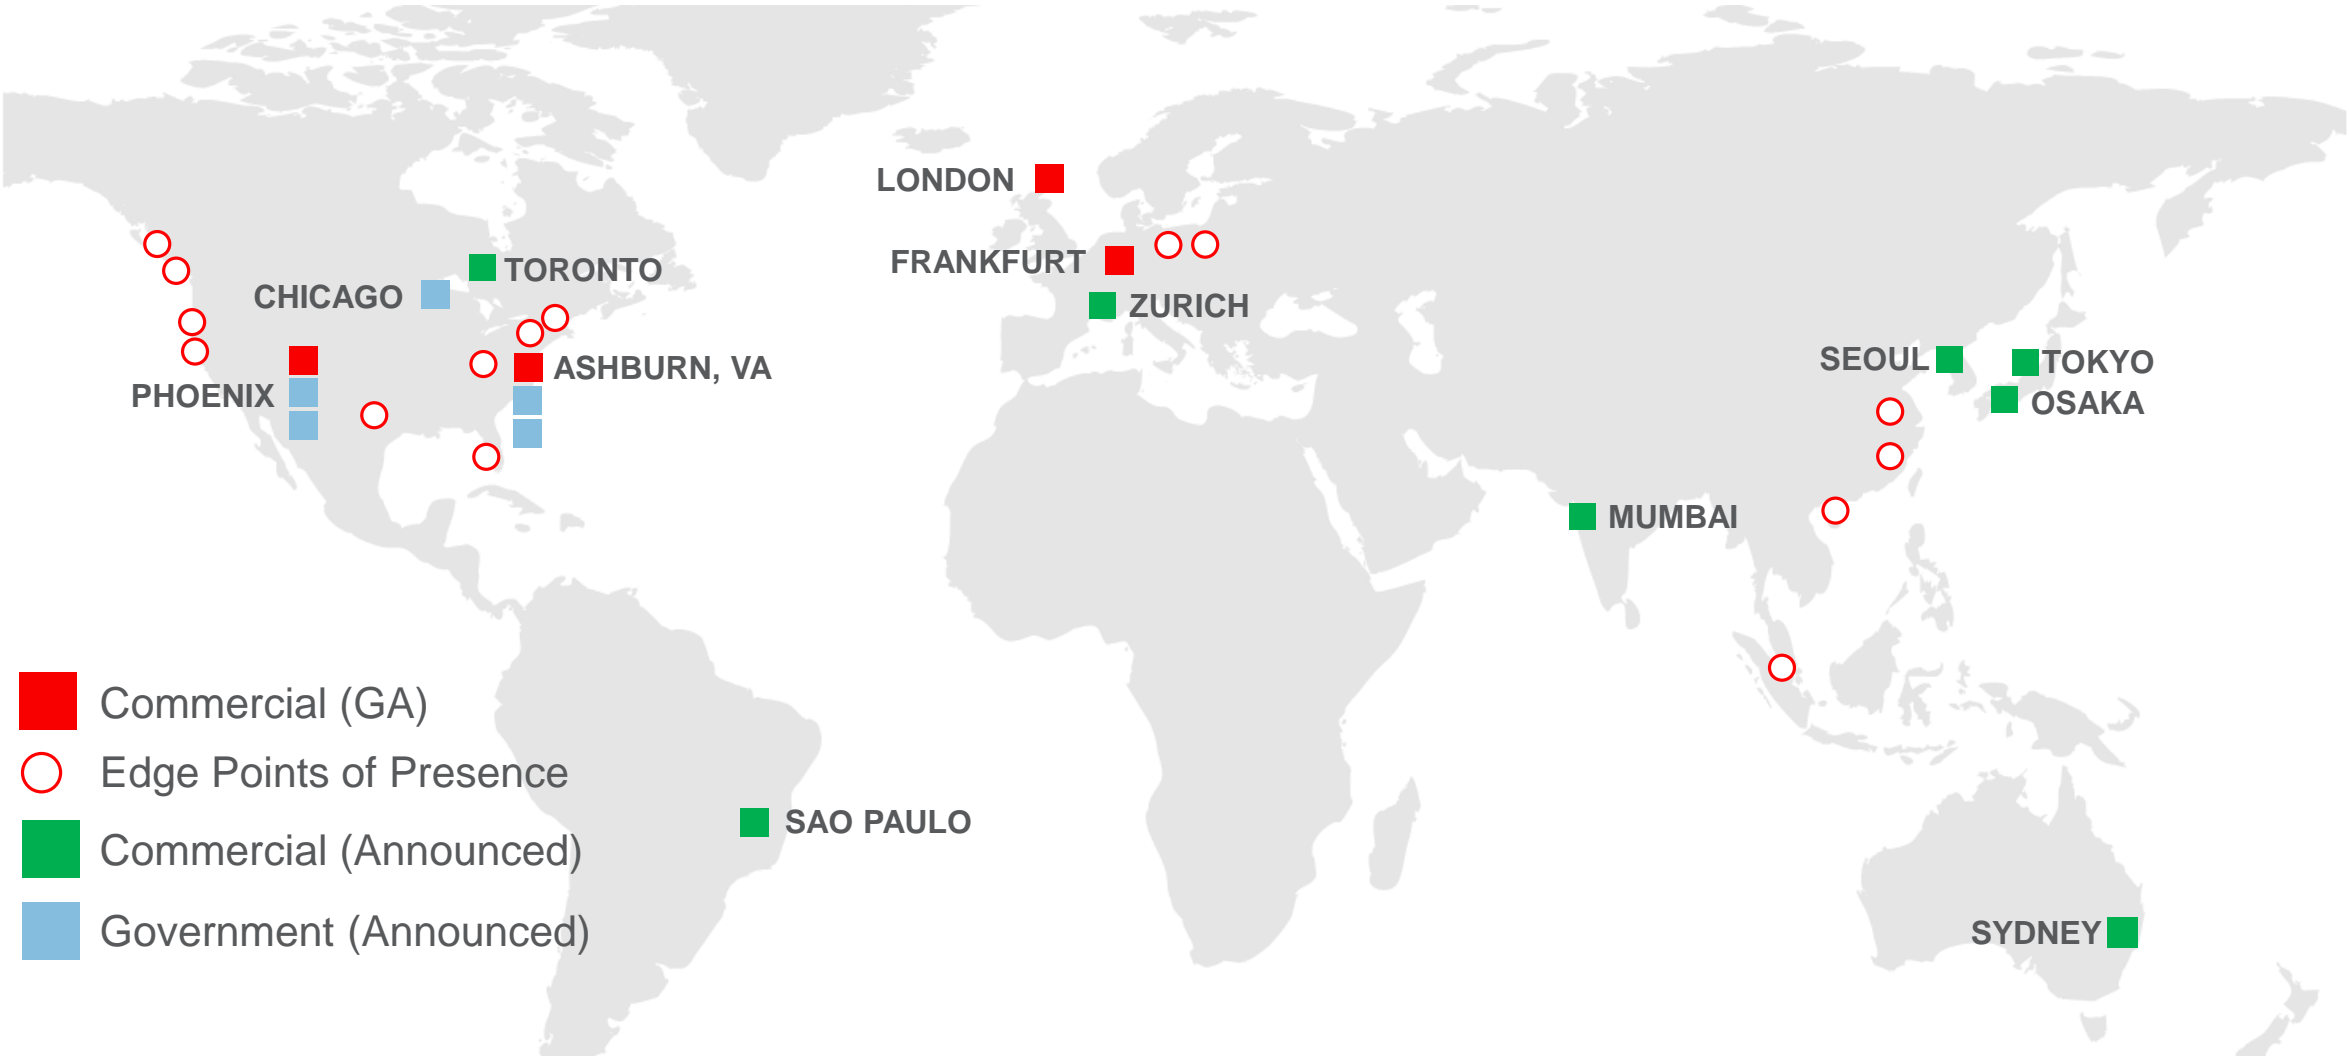 LONDON
FRANKFURT
TORONTO
CHICAGO
ZURICH
SEOUL
TOKYO
ASHBURN, VA
PHOENIX
OSAKA
MUMBAI
Commercial (GA)
Edge Points of Presence
SAO PAULO
Commercial (Announced)
Government (Announced)
SYDNEY